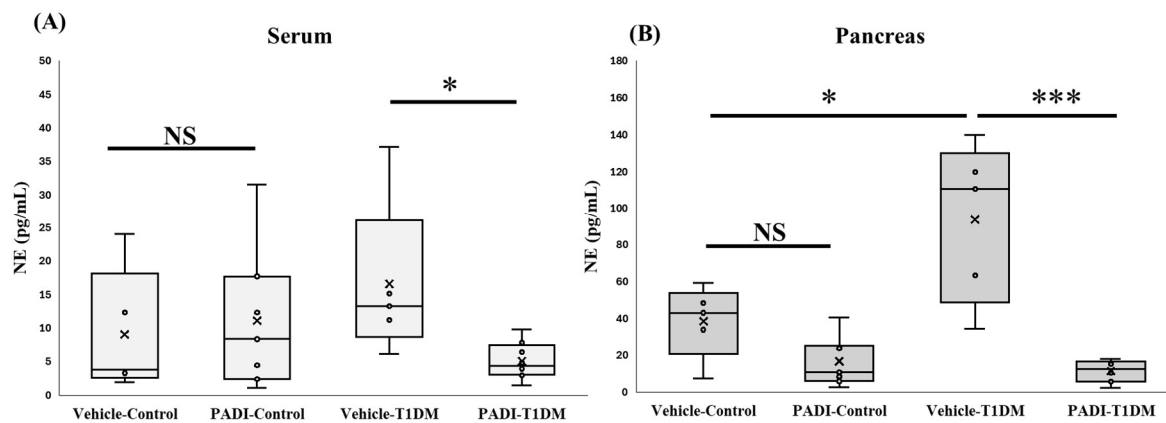 (A)
Serum
50
45
40
35
30
25
20
15
10
5
0
NE (pg/mL)
NS
*
Vehicle-Control PADI-Control Vehicle-T1DM PADI-T1DM
(B)
Pancreas
180
160
140
120
100
80
60
40
20
0
NE (pg/mL)
NS
*
***
Vehicle-Control PADI-Control Vehicle-T1DM PADI-T1DM